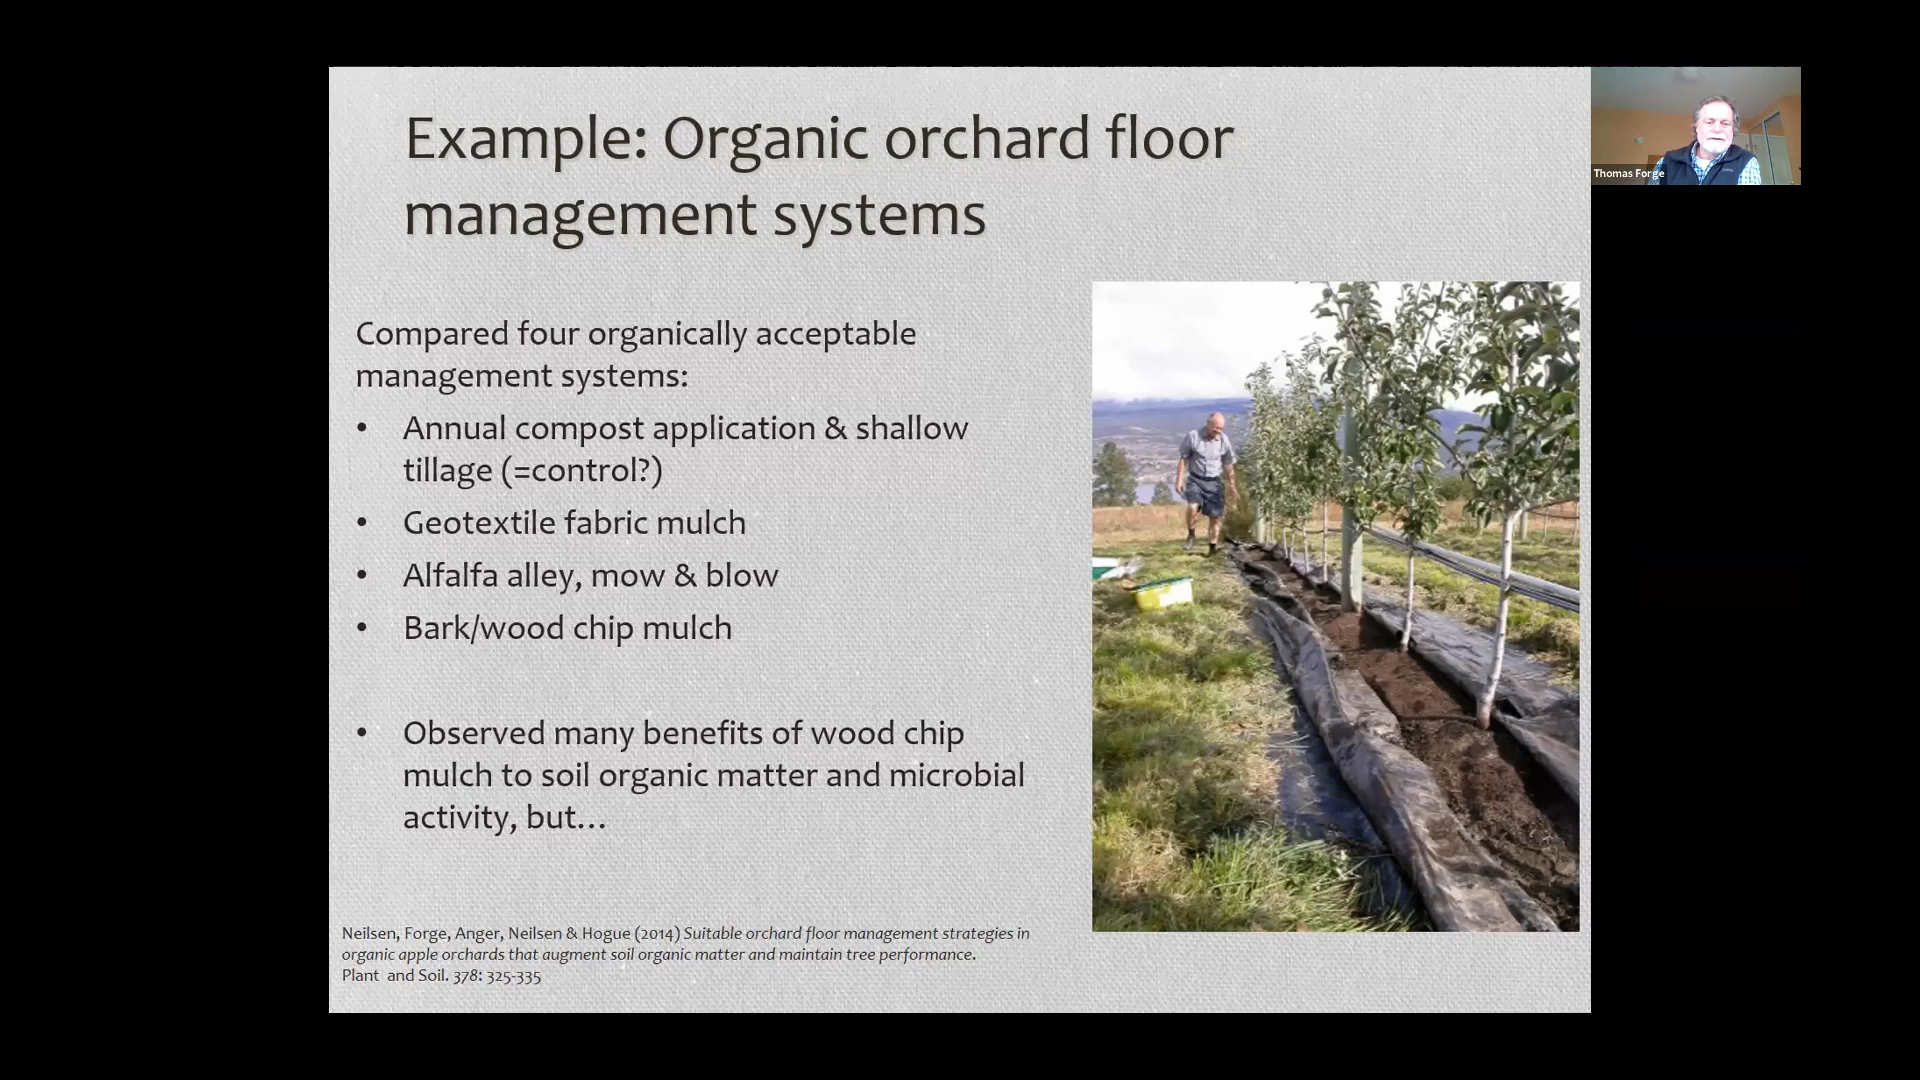 Example: Organic orchard floor
management systems
Thomas Forge
Compared four organically acceptable
management systems:
• Annual compost application & shallow
tillage (=control?)
• Geotextile fabric mulch
• Alfalfa alley, mow & blow
• Bark/wood chip mulch
• Observed many benefits of wood chip
mulch to soil organic matter and microbial
activity, but…
Neilsen, Forge, Anger, Neilsen & Hogue (2014) Suitable orchard floor management strategies in
organic apple orchards that augment soil organic matter and maintain tree performance.
Plant and Soil. 378: 325-335